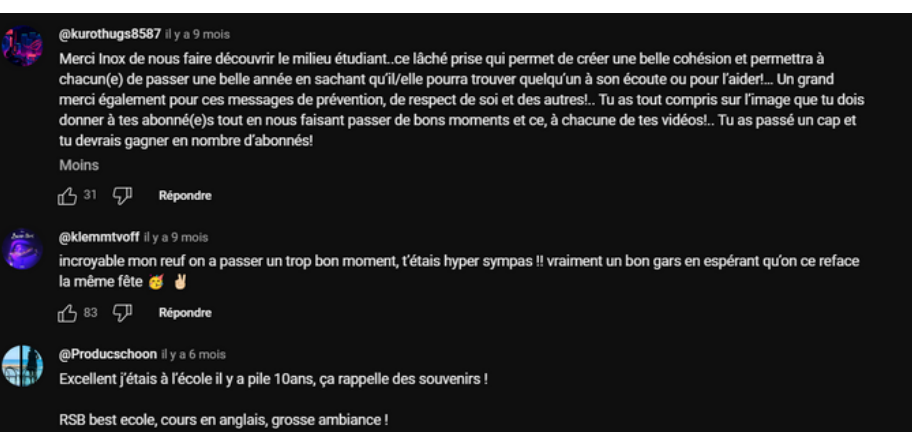 @kurothugs8587 il y a 9 mois
Merci Inox de nous faire découvrir le milieu étudiant..ce lâché prise qui permet de créer une belle cohésion et permettra à
chacun(e) de passer une belle année en sachant qu'il/elle pourra trouver quelqu'un à son écoute ou pour l'aider!... Un grand
merci également pour ces messages de prévention, de respect de soi et des autres!.. Tu as tout compris sur l'image que tu dois
donner à tes abonné(e)s tout en nous faisant passer de bons moments et ce, à chacune de tes vidéos!.. Tu as passé un cap et
tu devrais gagner en nombre d'abonnés!
Moins
31 Répondre
@klemmtvoff il y a 9 mois
incroyable mon reuf on a passer un trop bon moment, t'étais hyper sympas !! vraiment un bon gars en espérant qu'on ce reface
la même fête 🥳 ✌🏻
83 Répondre
@Producschoon il y a 6 mois
Excellent j'étais à l'école il y a pile 10ans, ça rappelle des souvenirs !
RSB best ecole, cours en anglais, grosse ambiance !